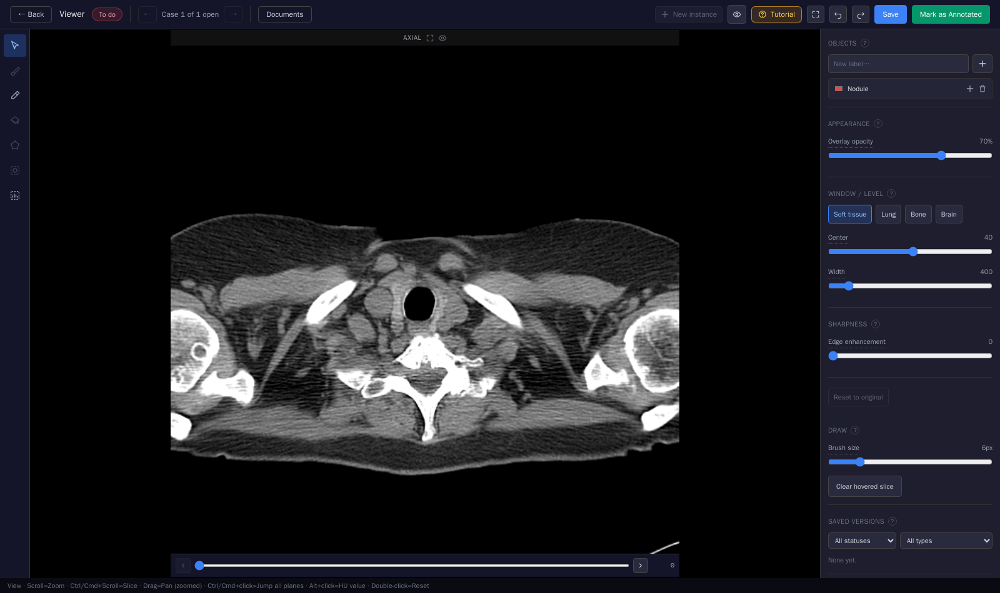 ← Back Viewer To do ← Case 1 of 1 open → Documents + New instance Tutorial Save Mark as Annotated
AXIAL
OBJECTS ?
New label… +
Nodule
APPEARANCE ?
Overlay opacity 70%
WINDOW / LEVEL ?
Soft tissue Lung Bone Brain
Center 40
Width 400
SHARPNESS ?
Edge enhancement 0
Reset to original
DRAW ?
Brush size 6px
Clear hovered slice
SAVED VERSIONS ?
All statuses All types
None yet.
‹ › 0
View · Scroll=Zoom · Ctrl/Cmd+Scroll=Slice · Drag=Pan (zoomed) · Ctrl/Cmd+click=Jump all planes · Alt+click=HU value · Double-click=Reset